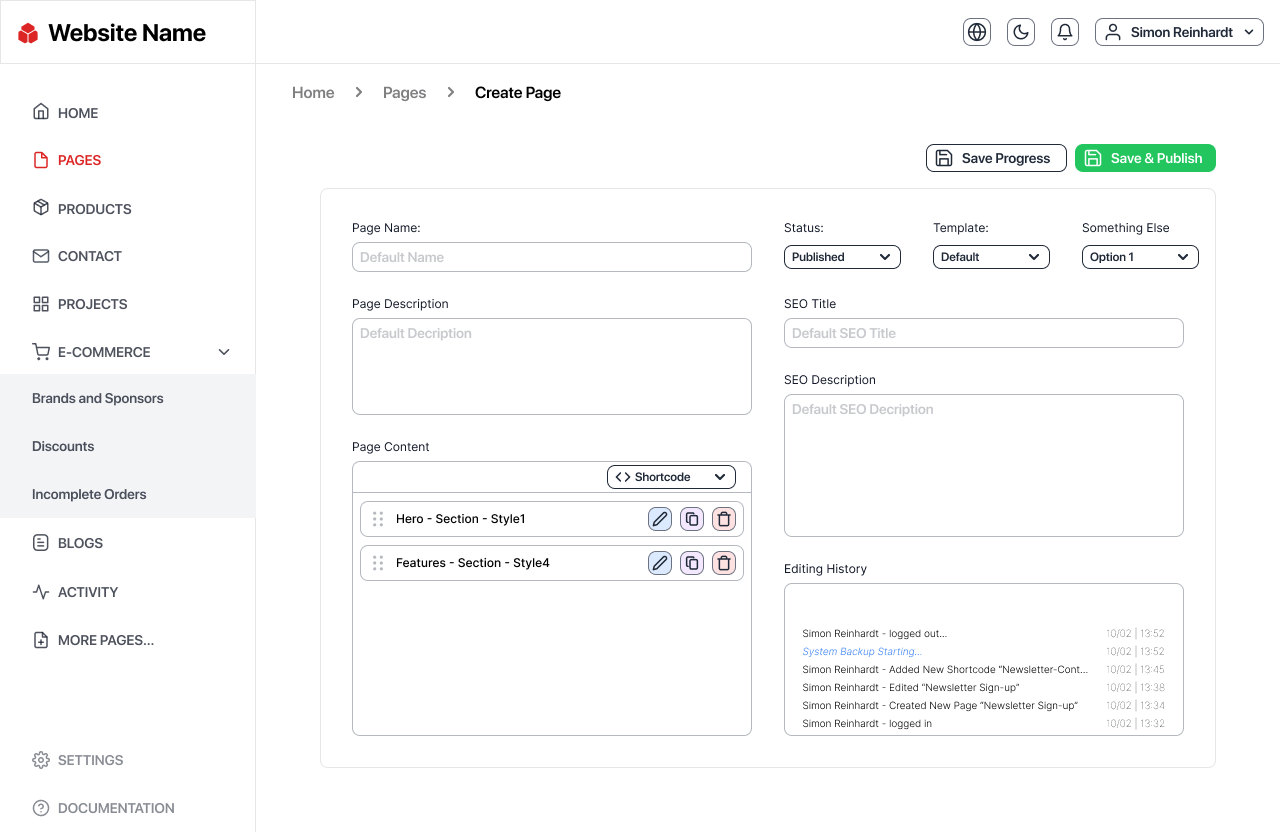 Website Name
Simon Reinhardt
HOME
PAGES
PRODUCTS
CONTACT
PROJECTS
E-COMMERCE
Brands and Sponsors
Discounts
Incomplete Orders
BLOGS
ACTIVITY
MORE PAGES...
SETTINGS
DOCUMENTATION
Home > Pages > Create Page
Save Progress
Save & Publish
Page Name:
Default Name
Page Description
Default Decription
Page Content
<> Shortcode
Hero - Section - Style1
Features - Section - Style4
Status:
Published
Template:
Default
Something Else
Option 1
SEO Title
Default SEO Title
SEO Description
Default SEO Decription
Editing History
Simon Reinhardt - logged out... 10/02 | 13:52
System Backup Starting... 10/02 | 13:52
Simon Reinhardt - Added New Shortcode “Newsletter-Cont... 10/02 | 13:45
Simon Reinhardt - Edited “Newsletter Sign-up” 10/02 | 13:38
Simon Reinhardt - Created New Page “Newsletter Sign-up” 10/02 | 13:34
Simon Reinhardt - logged in 10/02 | 13:32